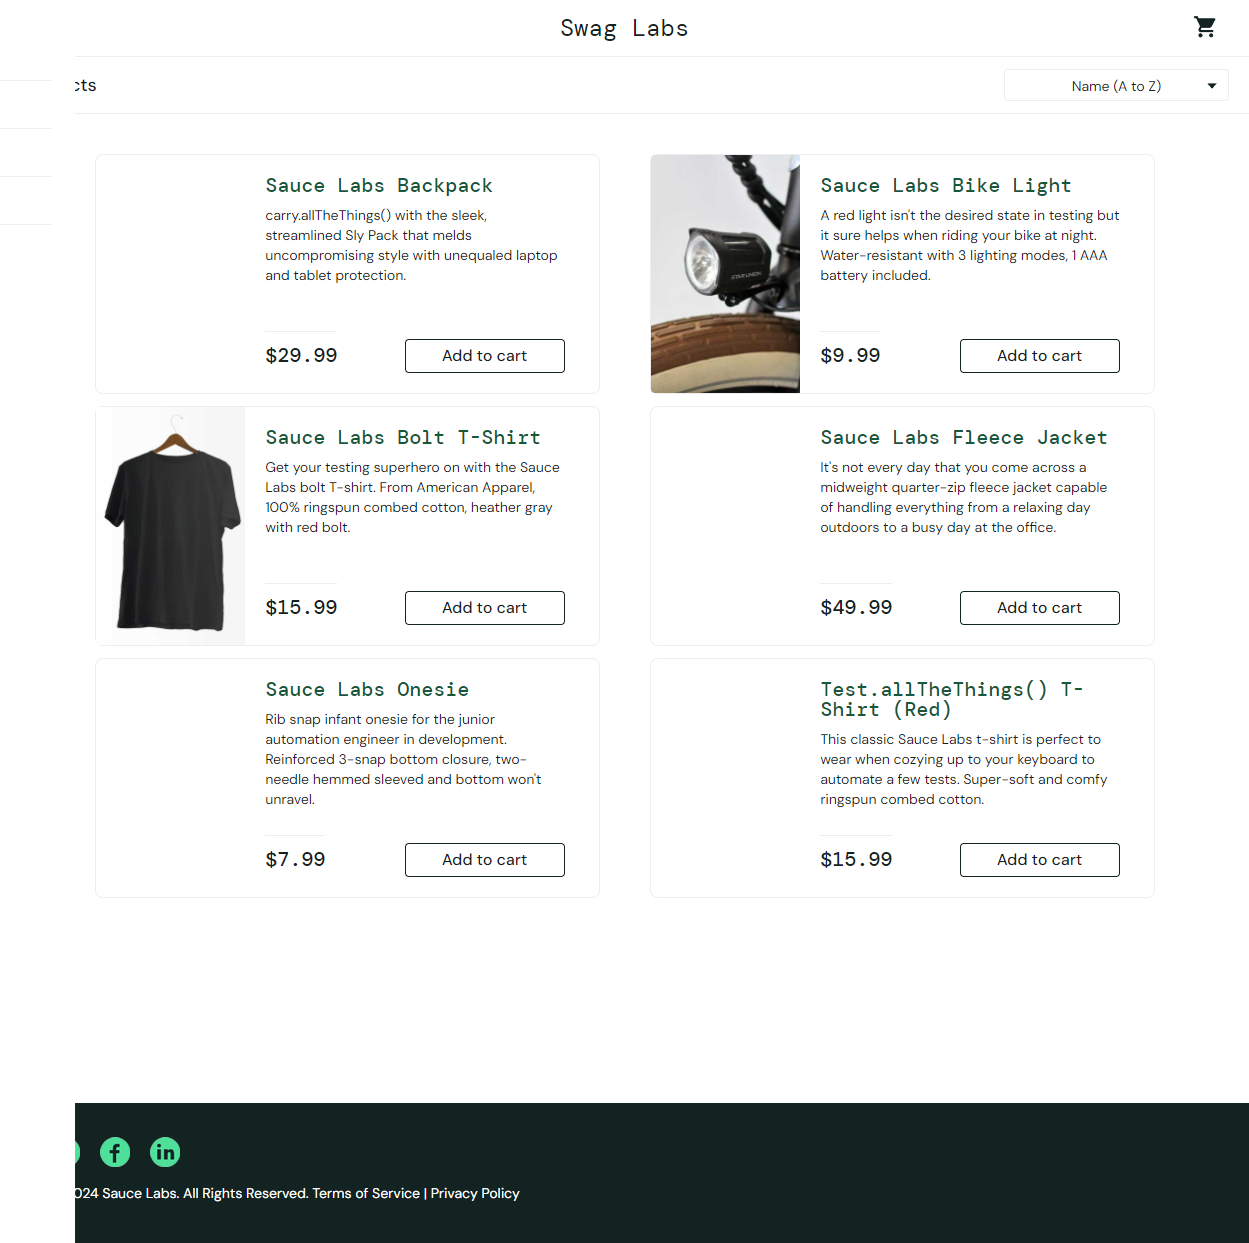 Swag Labs
cts
Name (A to Z)
Sauce Labs Backpack
carry.allTheThings() with the sleek,
streamlined Sly Pack that melds
uncompromising style with unequaled laptop
and tablet protection.
$29.99
Add to cart
Sauce Labs Bike Light
A red light isn't the desired state in testing but
it sure helps when riding your bike at night.
Water-resistant with 3 lighting modes, 1 AAA
battery included.
$9.99
Add to cart
Sauce Labs Bolt T-Shirt
Get your testing superhero on with the Sauce
Labs bolt T-shirt. From American Apparel,
100% ringspun combed cotton, heather gray
with red bolt.
$15.99
Add to cart
Sauce Labs Fleece Jacket
It's not every day that you come across a
midweight quarter-zip fleece jacket capable
of handling everything from a relaxing day
outdoors to a busy day at the office.
$49.99
Add to cart
Sauce Labs Onesie
Rib snap infant onesie for the junior
automation engineer in development.
Reinforced 3-snap bottom closure, two-
needle hemmed sleeved and bottom won't
unravel.
$7.99
Add to cart
Test.allTheThings() T-
Shirt (Red)
This classic Sauce Labs t-shirt is perfect to
wear when cozying up to your keyboard to
automate a few tests. Super-soft and comfy
ringspun combed cotton.
$15.99
Add to cart
024 Sauce Labs. All Rights Reserved. Terms of Service | Privacy Policy